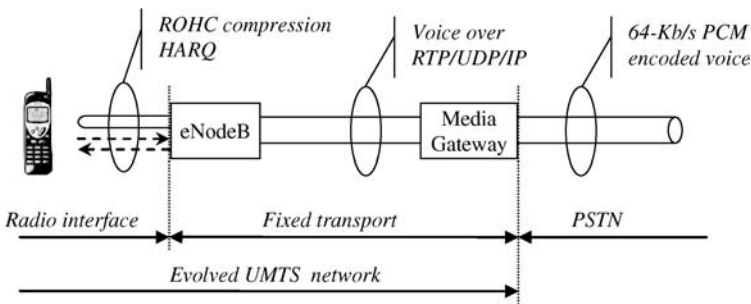 ROHC compression
HARQ
Voice over
RTP/UDP/IP
64-Kb/s PCM
encoded voice
eNodeB
Media
Gateway
Radio interface
Fixed transport
PSTN
Evolved UMTS network